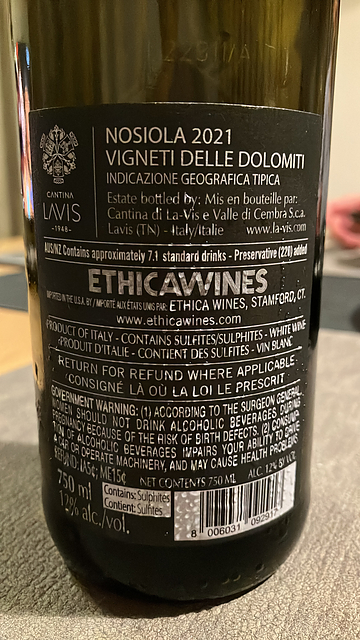 NOSIOLA 2021
VIGNETI DELLE DOLOMITI
INDICAZIONE GEOGRAFICA TIPICA
CANTINA
LAVIS
-1948-
Estate bottled by: Mis en bouteille par:
Cantina di La-Vis e Valle di Cembra S.c.a.
Lavis (TN) - Italy/Italie www.la-vis.com
AUS/NZ Contains approximately 7.1 standard drinks - Preservative (220) added
ETHICAWINES
IMPORTED IN THE U.S.A. BY / IMPORTÉ AUX ÉTATS UNIS PAR: ETHICA WINES, STAMFORD, CT.
www.ethicawines.com
PRODUCT OF ITALY - CONTAINS SULFITES/SULPHITES - WHITE WINE
PRODUIT D'ITALIE - CONTIENT DES SULFITES - VIN BLANC
RETURN FOR REFUND WHERE APPLICABLE
CONSIGNÉ LÀ OÙ LA LOI LE PRESCRIT
GOVERNMENT WARNING: (1) ACCORDING TO THE SURGEON GENERAL,
WOMEN SHOULD NOT DRINK ALCOHOLIC BEVERAGES DURING
PREGNANCY BECAUSE OF THE RISK OF BIRTH DEFECTS. (2) CONSUMP-
TION OF ALCOHOLIC BEVERAGES IMPAIRS YOUR ABILITY TO DRIVE
A CAR OR OPERATE MACHINERY, AND MAY CAUSE HEALTH PROBLEMS.
REFUND: IA5¢; ME15¢
NET CONTENTS 750 ML ALC. 12% BY VOL.
750 ml
12% alc./vol.
Contains: Sulphites
Contient: Sulfites
8 006031